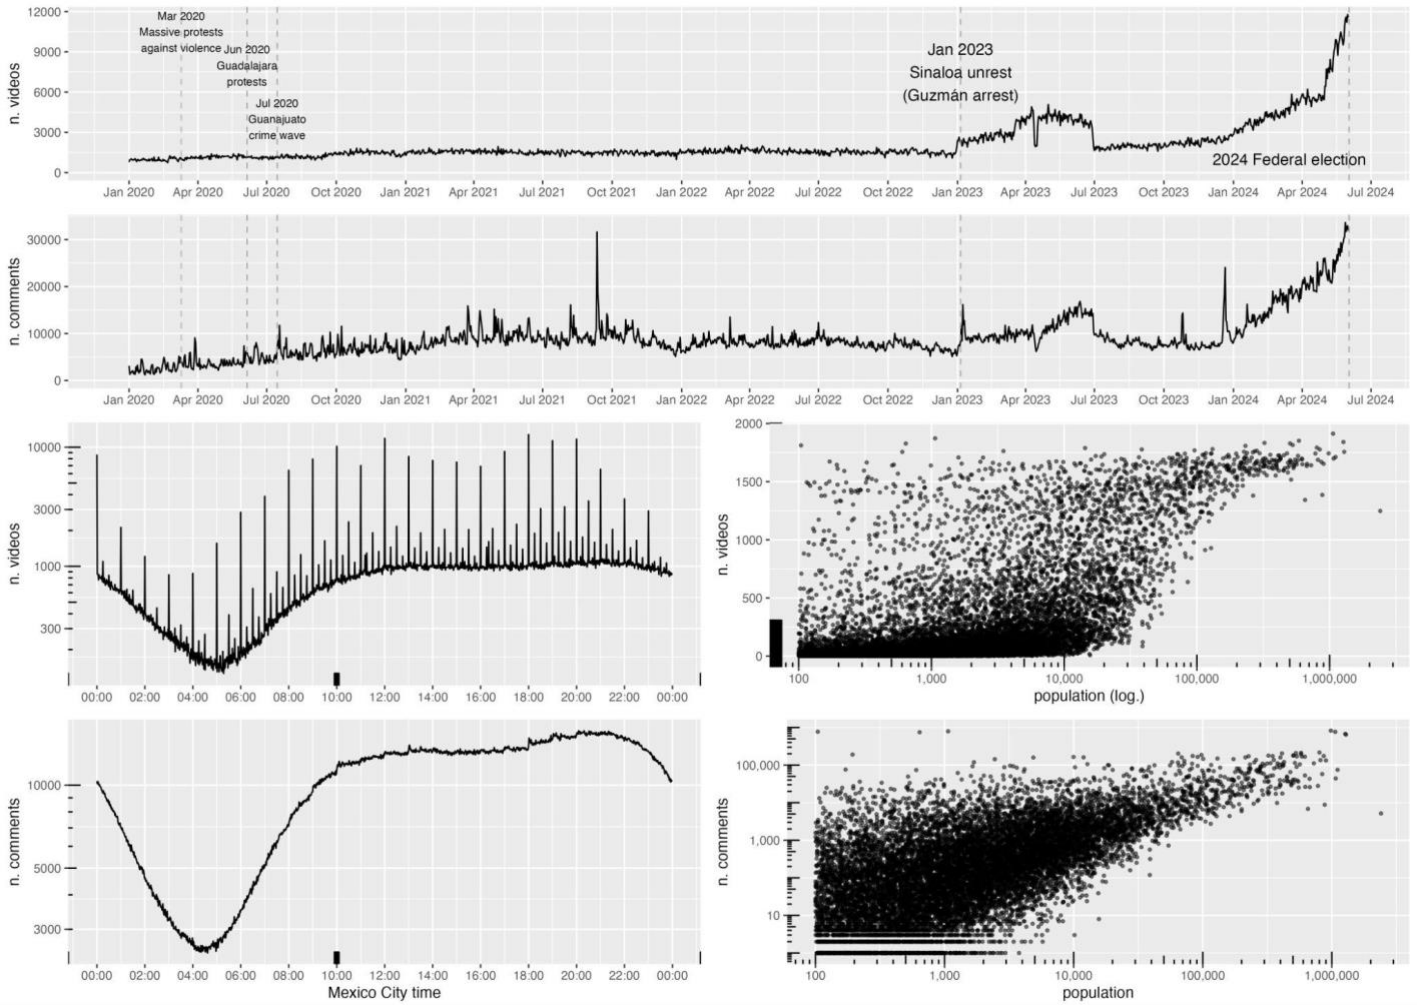 12000
9000
6000
3000
0
n. videos
Mar 2020
Massive protests
against violence
Jun 2020
Guadalajara
protests
Jul 2020
Guanajuato
crime wave
Jan 2023
Sinaloa unrest
(Guzmán arrest)
2024 Federal election
Jan 2020 Apr 2020 Jul 2020 Oct 2020 Jan 2021 Apr 2021 Jul 2021 Oct 2021 Jan 2022 Apr 2022 Jul 2022 Oct 2022 Jan 2023 Apr 2023 Jul 2023 Oct 2023 Jan 2024 Apr 2024 Jul 2024
30000
20000
10000
0
n. comments
Jan 2020 Apr 2020 Jul 2020 Oct 2020 Jan 2021 Apr 2021 Jul 2021 Oct 2021 Jan 2022 Apr 2022 Jul 2022 Oct 2022 Jan 2023 Apr 2023 Jul 2023 Oct 2023 Jan 2024 Apr 2024 Jul 2024
10000
3000
1000
300
n. videos
00:00 02:00 04:00 06:00 08:00 10:00 12:00 14:00 16:00 18:00 20:00 22:00 00:00
2000
1500
1000
500
0
n. videos
100 1,000 10,000 100,000 1,000,000
population (log.)
10000
5000
3000
n. comments
00:00 02:00 04:00 06:00 08:00 10:00 12:00 14:00 16:00 18:00 20:00 22:00 00:00
Mexico City time
100,000
1,000
10
n. comments
100 1,000 10,000 100,000 1,000,000
population